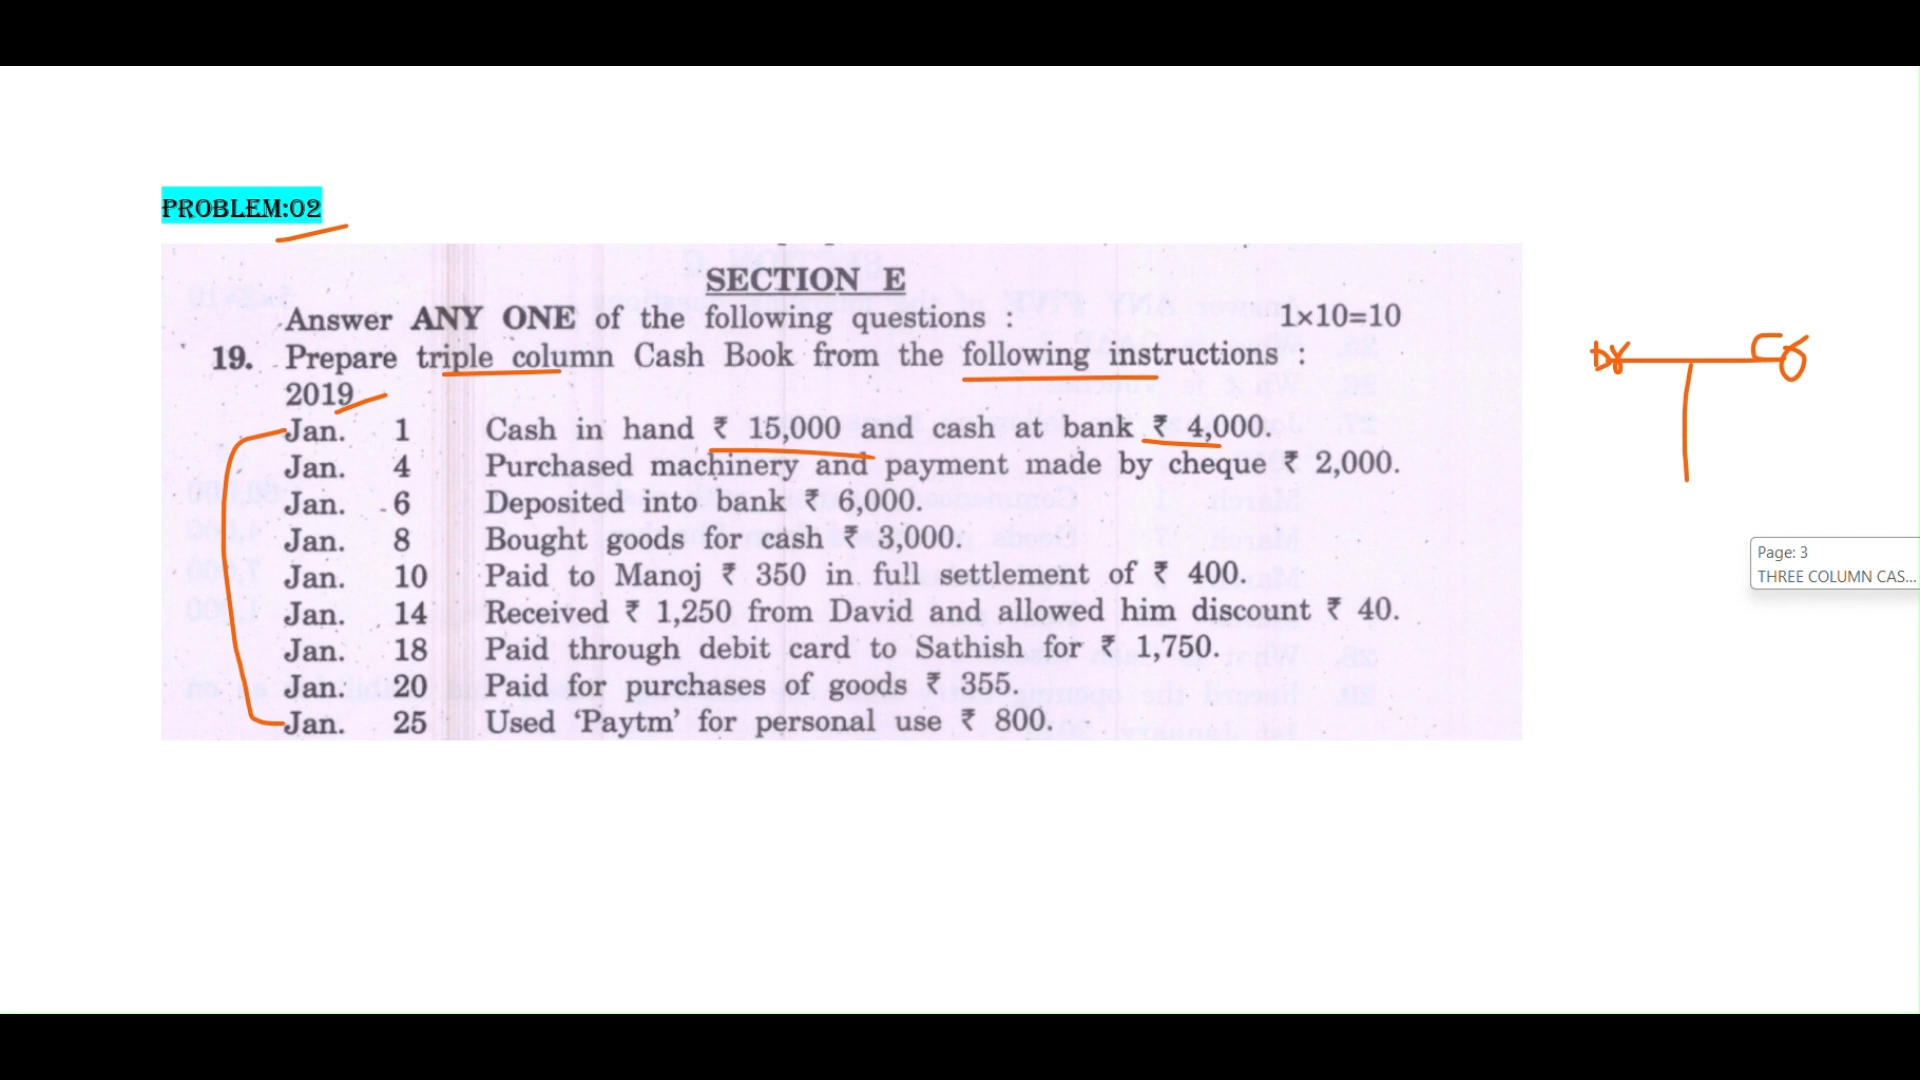 PROBLEM:02
SECTION E
Answer ANY ONE of the following questions : 1×10=10
19. Prepare triple column Cash Book from the following instructions :
2019
Jan. 1 Cash in hand ₹ 15,000 and cash at bank ₹ 4,000.
Jan. 4 Purchased machinery and payment made by cheque ₹ 2,000.
Jan. 6 Deposited into bank ₹ 6,000.
Jan. 8 Bought goods for cash ₹ 3,000.
Jan. 10 Paid to Manoj ₹ 350 in full settlement of ₹ 400.
Jan. 14 Received ₹ 1,250 from David and allowed him discount ₹ 40.
Jan. 18 Paid through debit card to Sathish for ₹ 1,750.
Jan. 20 Paid for purchases of goods ₹ 355.
Jan. 25 Used ‘Paytm’ for personal use ₹ 800.
Page: 3
THREE COLUMN CAS...